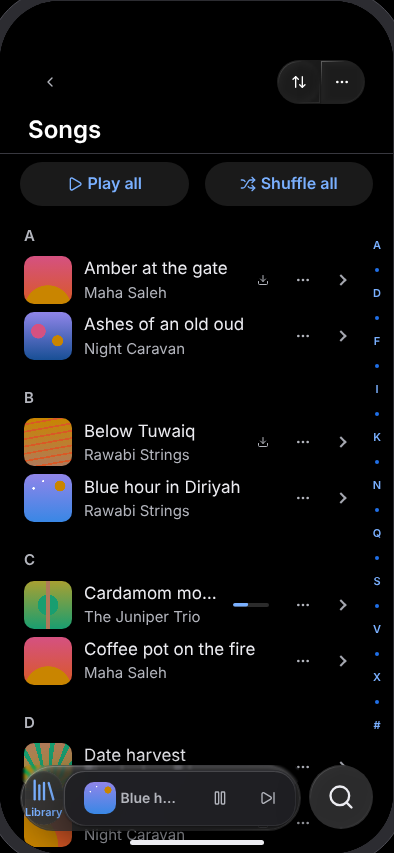 Songs
Play all
Shuffle all
A
Amber at the gate
Maha Saleh
Ashes of an old oud
Night Caravan
B
Below Tuwaiq
Rawabi Strings
Blue hour in Diriyah
Rawabi Strings
C
Cardamom mo...
The Juniper Trio
Coffee pot on the fire
Maha Saleh
D
Date harvest
Library
Blue h...
Night Caravan
A
D
F
I
K
N
Q
S
V
X
#